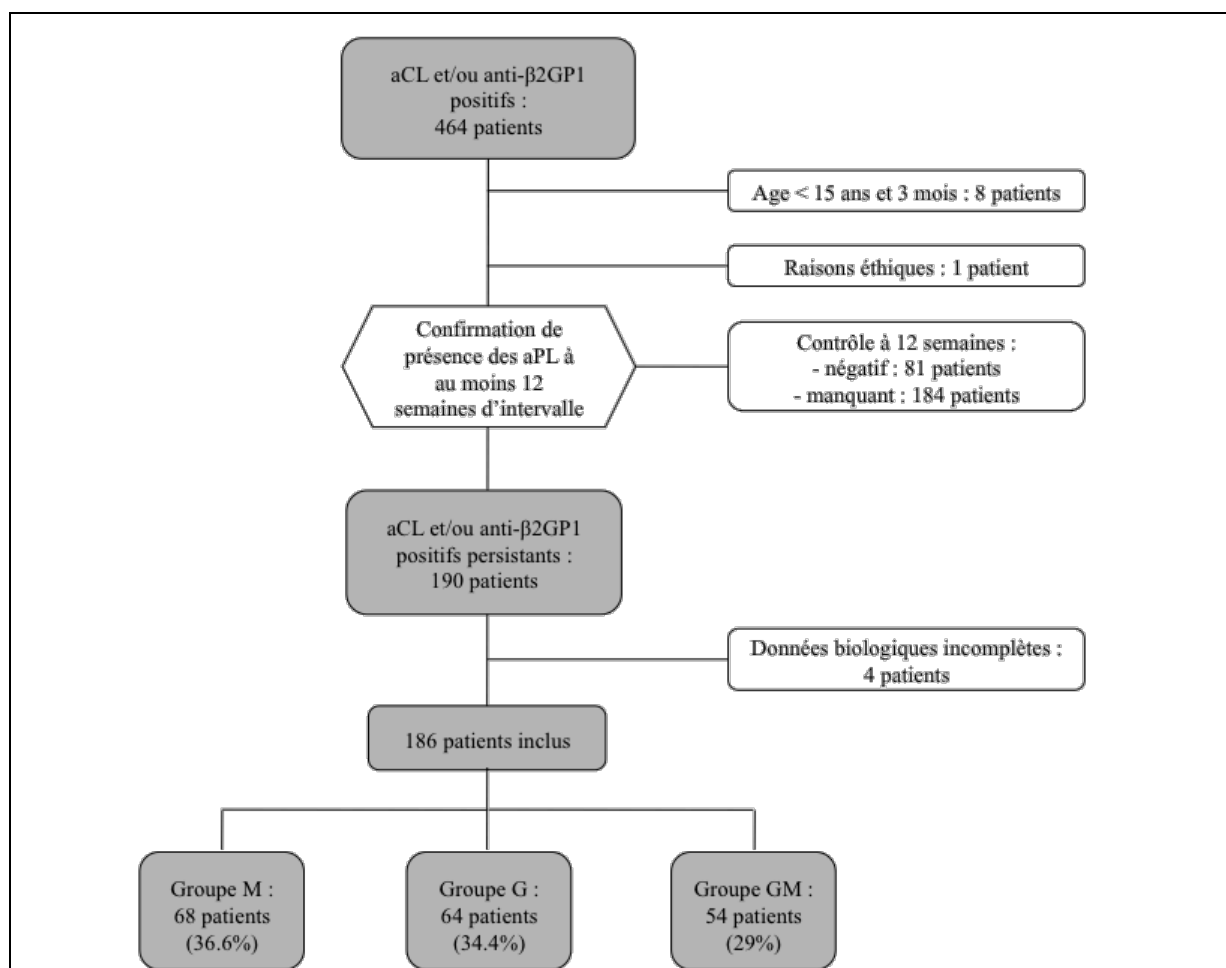 aCL et/ou anti-β2GP1
positifs :
464 patients
Age < 15 ans et 3 mois : 8 patients
Raisons éthiques : 1 patient
Confirmation de
présence des aPL à
au moins 12
semaines d’intervalle
Contrôle à 12 semaines :
- négatif : 81 patients
- manquant : 184 patients
aCL et/ou anti-β2GP1
positifs persistants :
190 patients
Données biologiques incomplètes :
4 patients
186 patients inclus
Groupe M :
68 patients
(36.6%)
Groupe G :
64 patients
(34.4%)
Groupe GM :
54 patients
(29%)